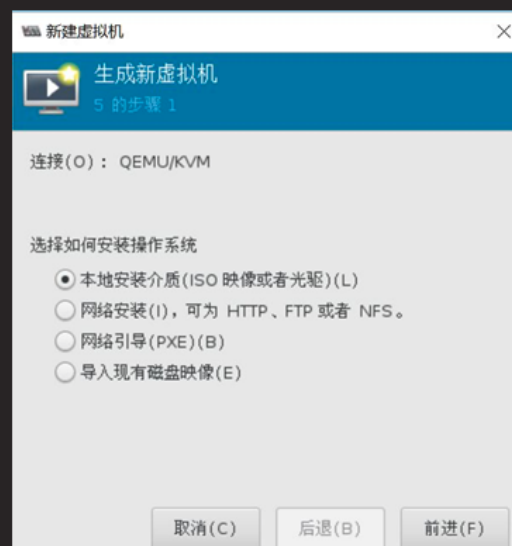 新建虚拟机
生成新虚拟机
5 的步骤 1
连接(O)： QEMU/KVM
选择如何安装操作系统
本地安装介质(ISO 映像或者光驱)(L)
网络安装(I)，可为 HTTP、FTP 或者 NFS。
网络引导(PXE)(B)
导入现有磁盘映像(E)
取消(C) 后退(B) 前进(F)